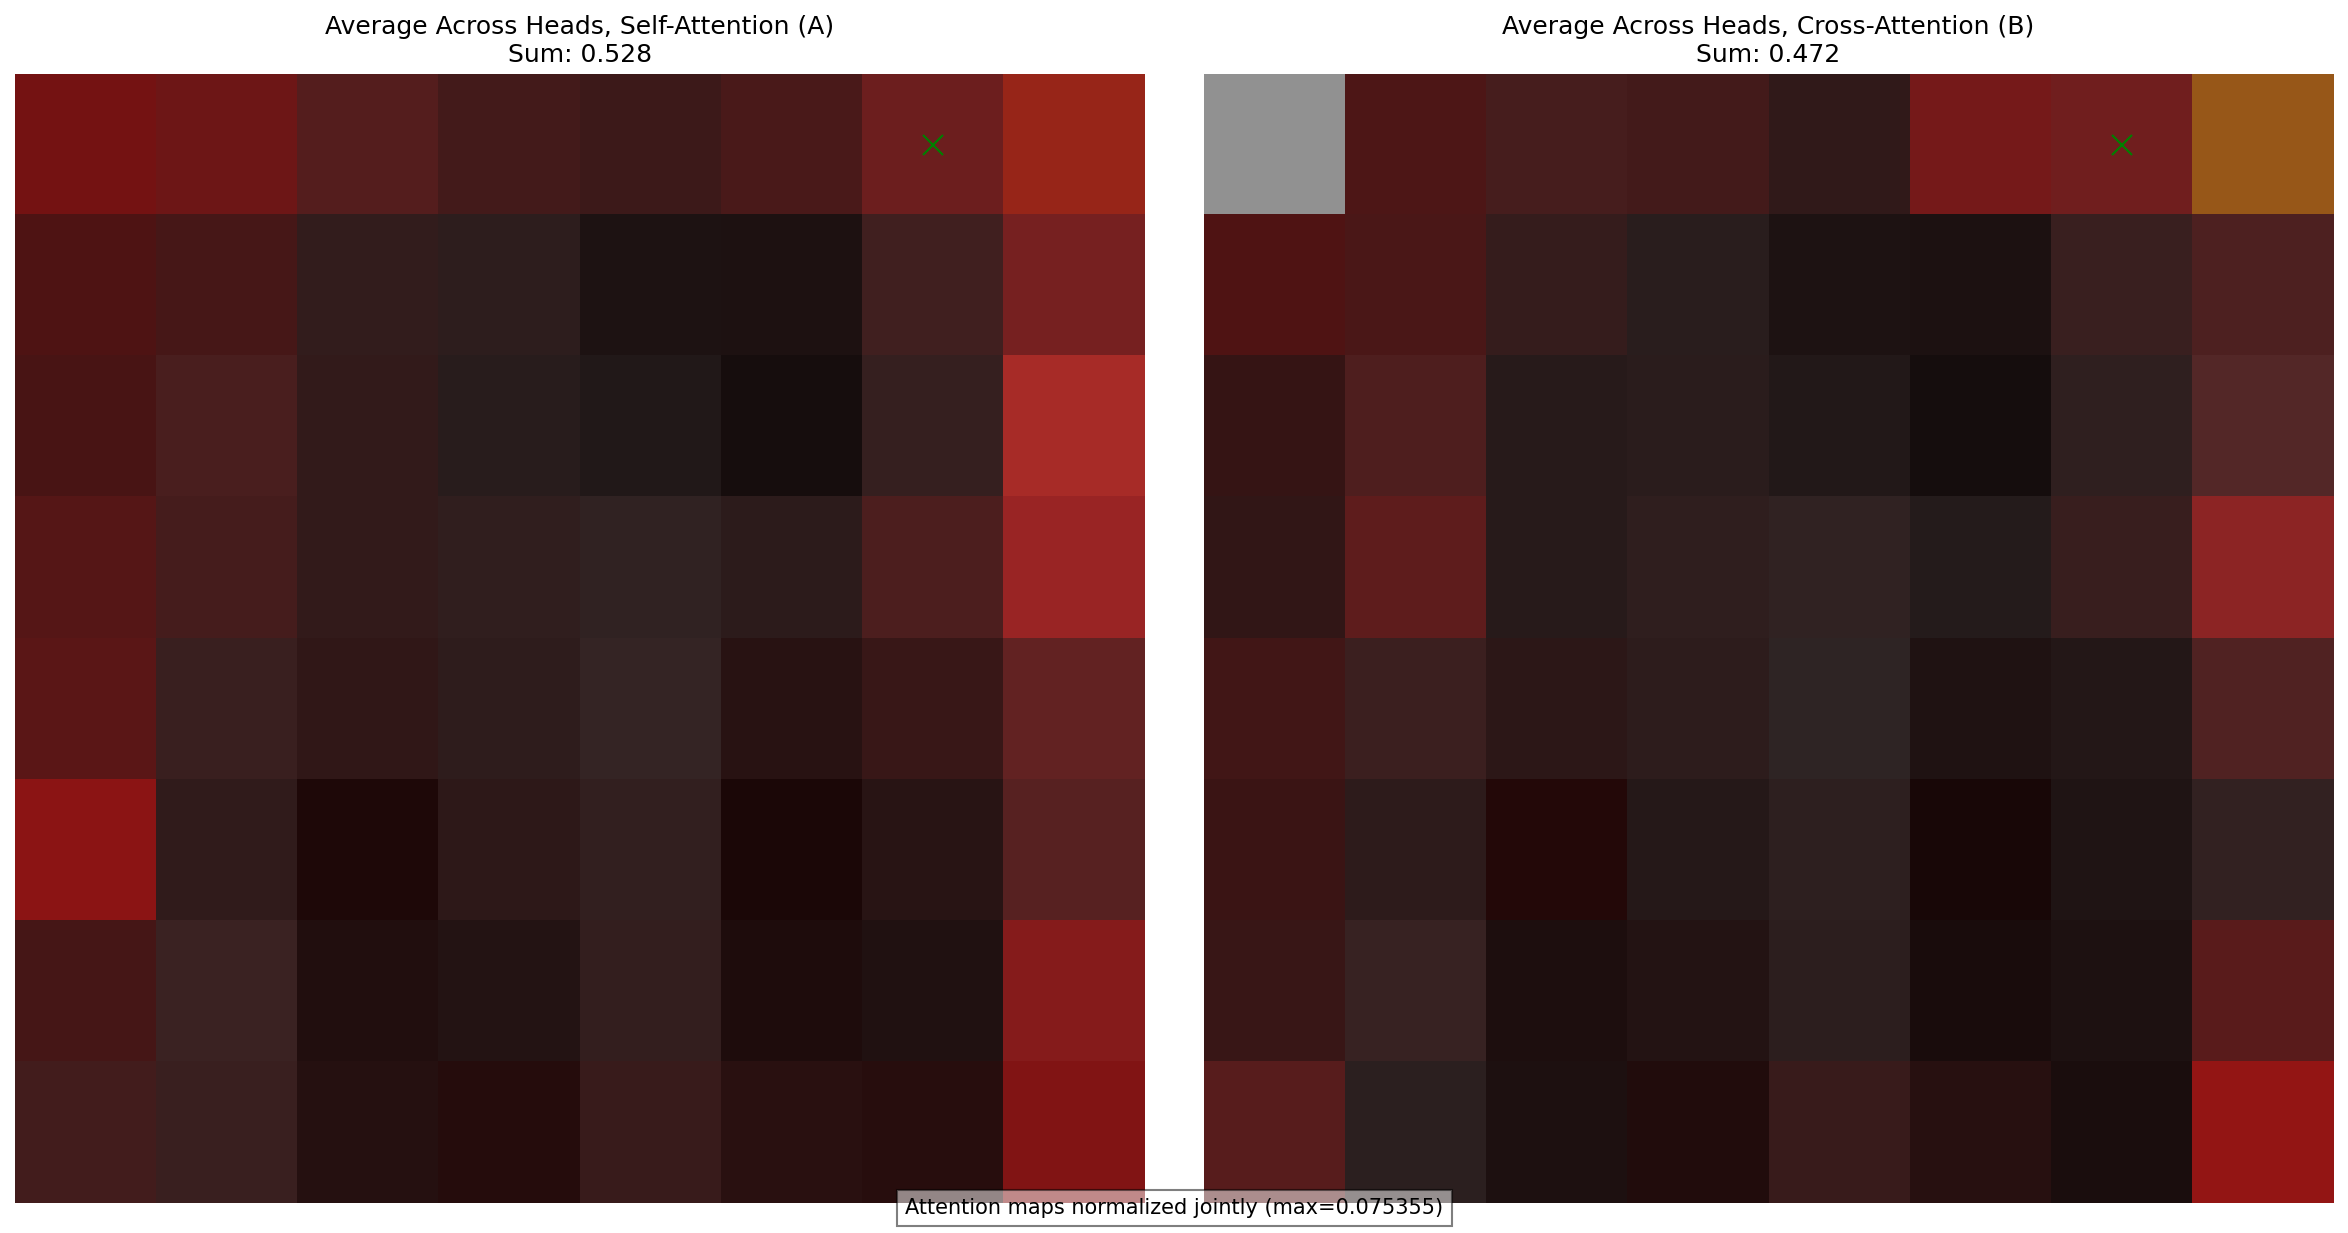 Average Across Heads, Self-Attention (A)
Sum: 0.528
Average Across Heads, Cross-Attention (B)
Sum: 0.472
Attention maps normalized jointly (max=0.075355)